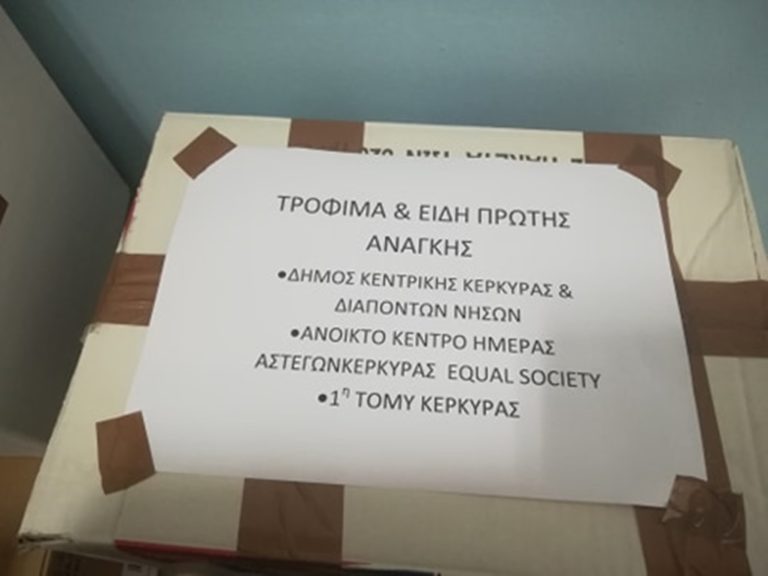 ΤΡΟΦΙΜΑ & ΕΙΔΗ ΠΡΩΤΗΣ
ΑΝΑΓΚΗΣ
•ΔΗΜΟΣ ΚΕΝΤΡΙΚΗΣ ΚΕΡΚΥΡΑΣ &
ΔΙΑΠΟΝΤΩΝ ΝΗΣΩΝ
•ΑΝΟΙΚΤΟ ΚΕΝΤΡΟ ΗΜΕΡΑΣ
ΑΣΤΕΓΩΝΚΕΡΚΥΡΑΣ EQUAL SOCIETY
•1η ΤΟΜΥ ΚΕΡΚΥΡΑΣ